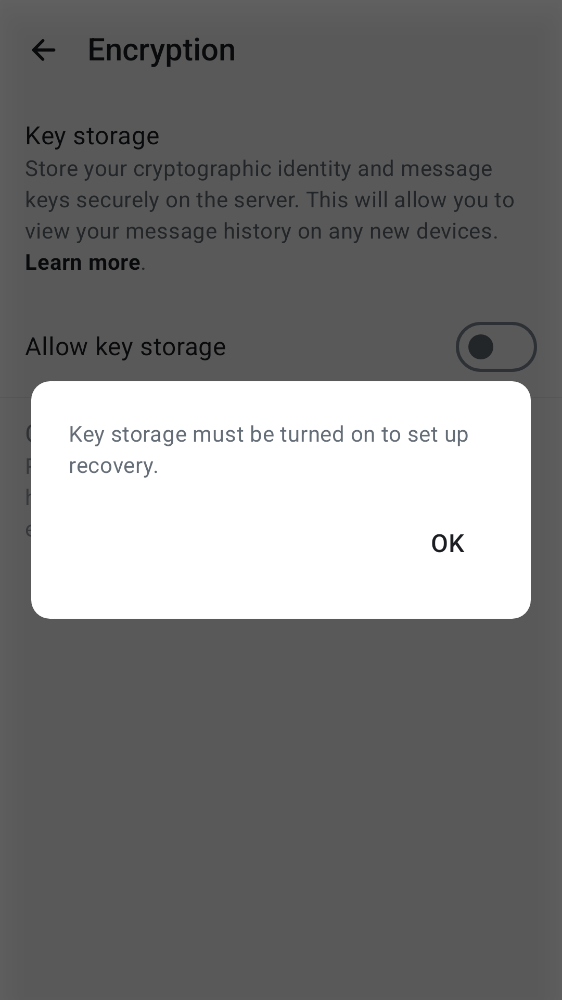 Encryption
Key storage
Store your cryptographic identity and message
keys securely on the server. This will allow you to
view your message history on any new devices.
Learn more.
Allow key storage
Key storage must be turned on to set up
recovery.
OK